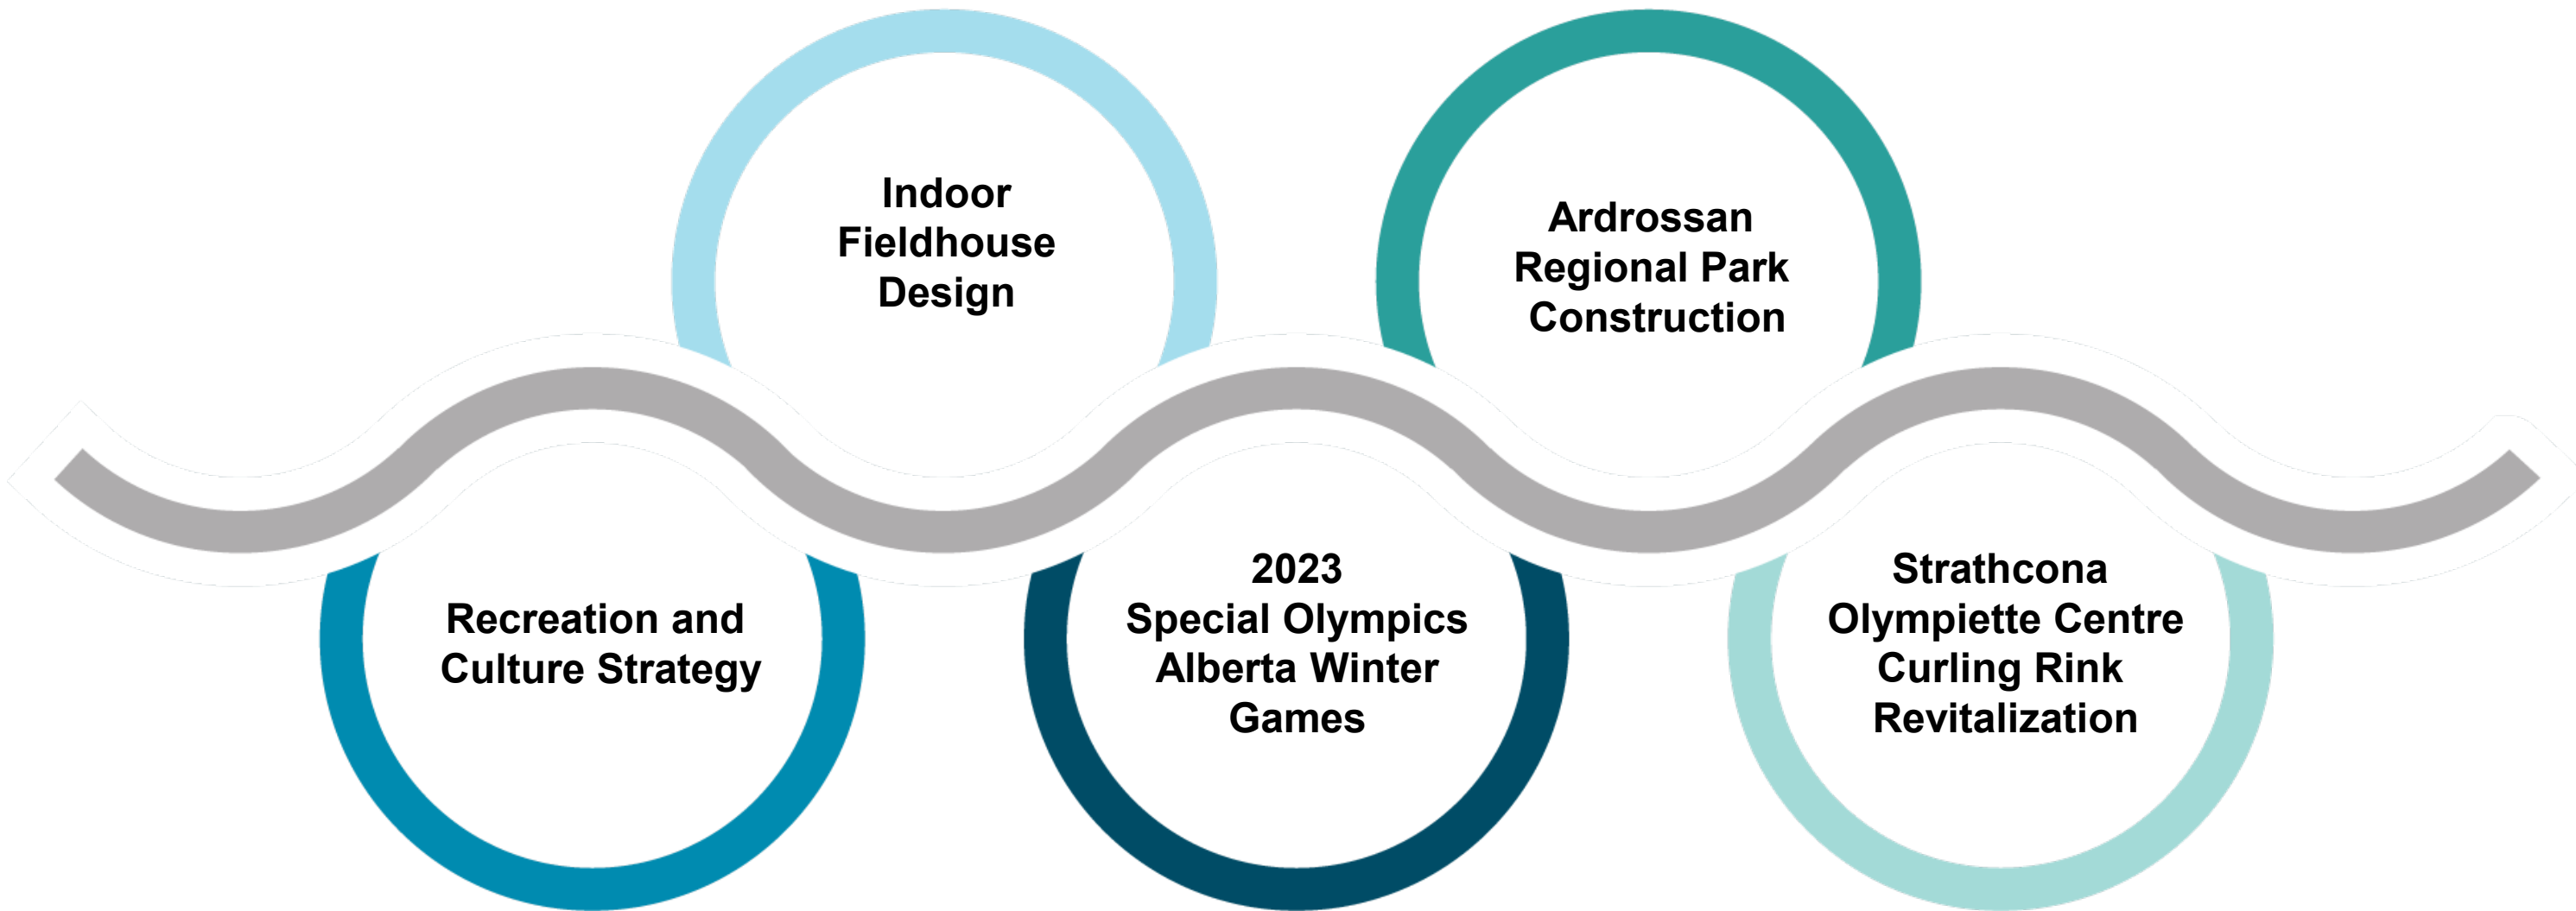 Indoor
Fieldhouse
Design
Ardrossan
Regional Park
Construction
Recreation and
Culture Strategy
2023
Special Olympics
Alberta Winter
Games
Strathcona
Olympiette Centre
Curling Rink
Revitalization